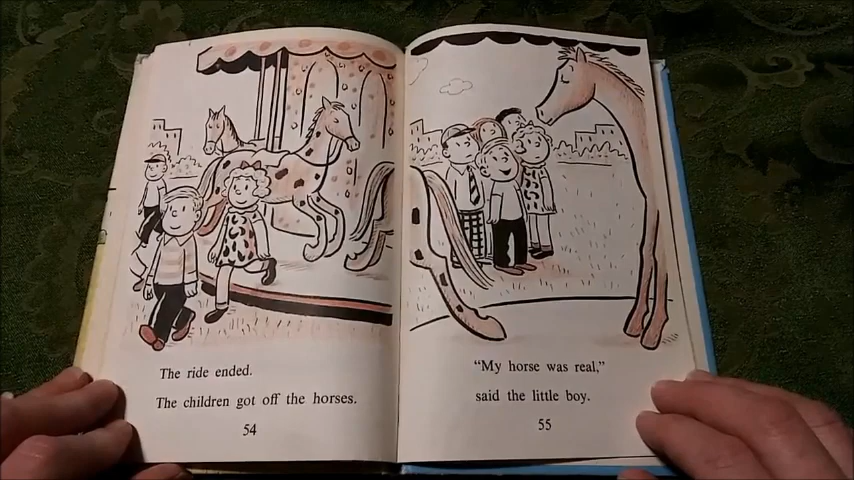 The ride ended.
The children got off the horses.
54
"My horse was real,"
said the little boy.
55